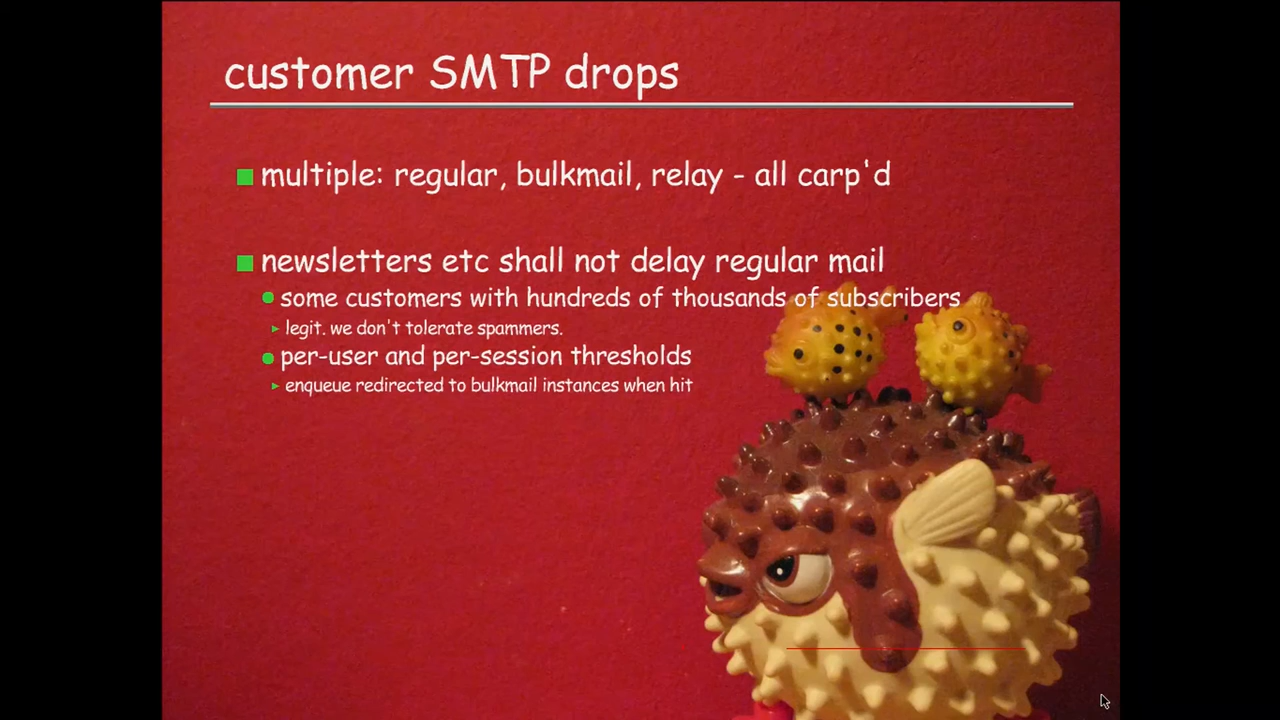 customer SMTP drops
multiple: regular, bulkmail, relay - all carp'd
newsletters etc shall not delay regular mail
some customers with hundreds of thousands of subscribers
legit. we don't tolerate spammers.
per-user and per-session thresholds
enqueue redirected to bulkmail instances when hit